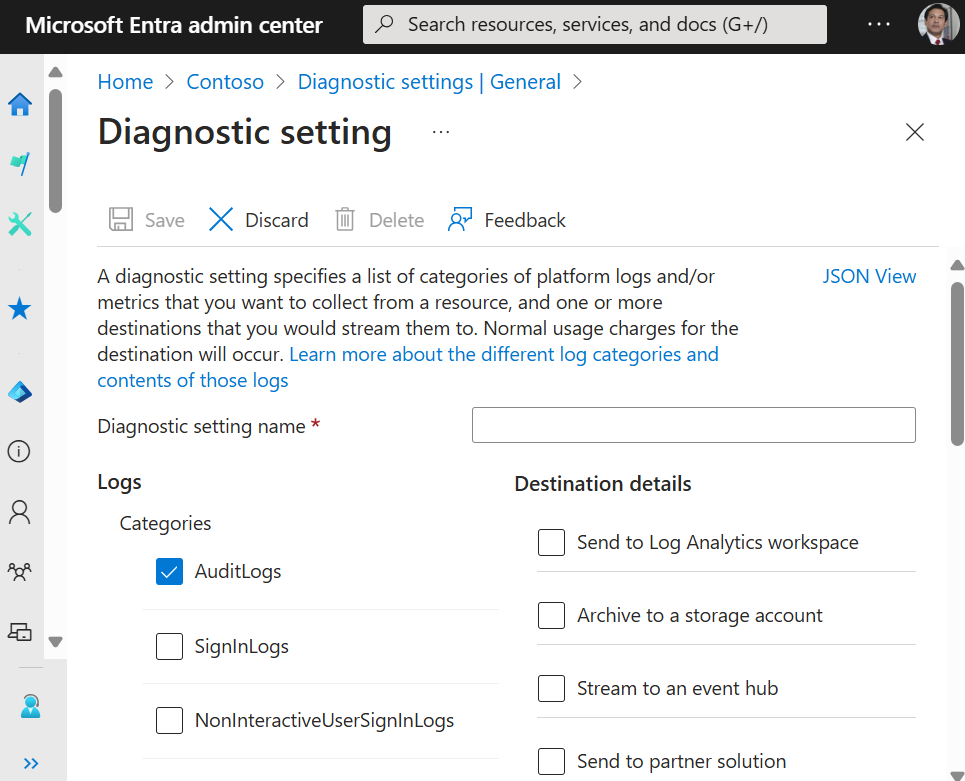 Microsoft Entra admin center
Search resources, services, and docs (G+/)
Home > Contoso > Diagnostic settings | General >
Diagnostic setting
Save Discard Delete Feedback
A diagnostic setting specifies a list of categories of platform logs and/or
metrics that you want to collect from a resource, and one or more
destinations that you would stream them to. Normal usage charges for the
destination will occur. Learn more about the different log categories and
contents of those logs
JSON View
Diagnostic setting name *
Logs
Categories
AuditLogs
SignInLogs
NonInteractiveUserSignInLogs
Destination details
Send to Log Analytics workspace
Archive to a storage account
Stream to an event hub
Send to partner solution